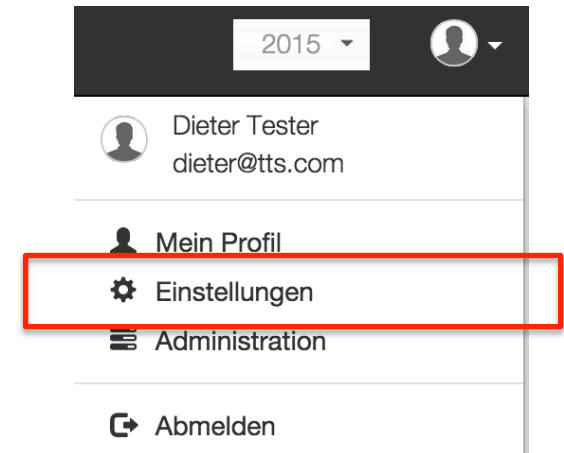 2015
Dieter Tester
dieter@tts.com
Mein Profil
Einstellungen
Administration
Abmelden